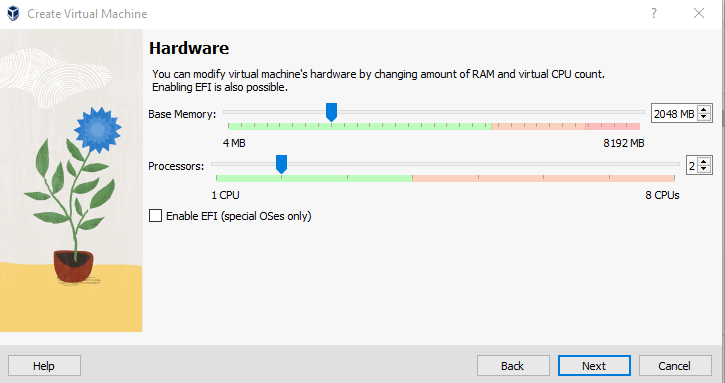 Create Virtual Machine
?
Hardware
You can modify virtual machine's hardware by changing amount of RAM and virtual CPU count.
Enabling EFI is also possible.
Base Memory: 2048 MB
4 MB 8192 MB
Processors: 2
1 CPU 8 CPUs
Enable EFI (special OSes only)
Help Back Next Cancel